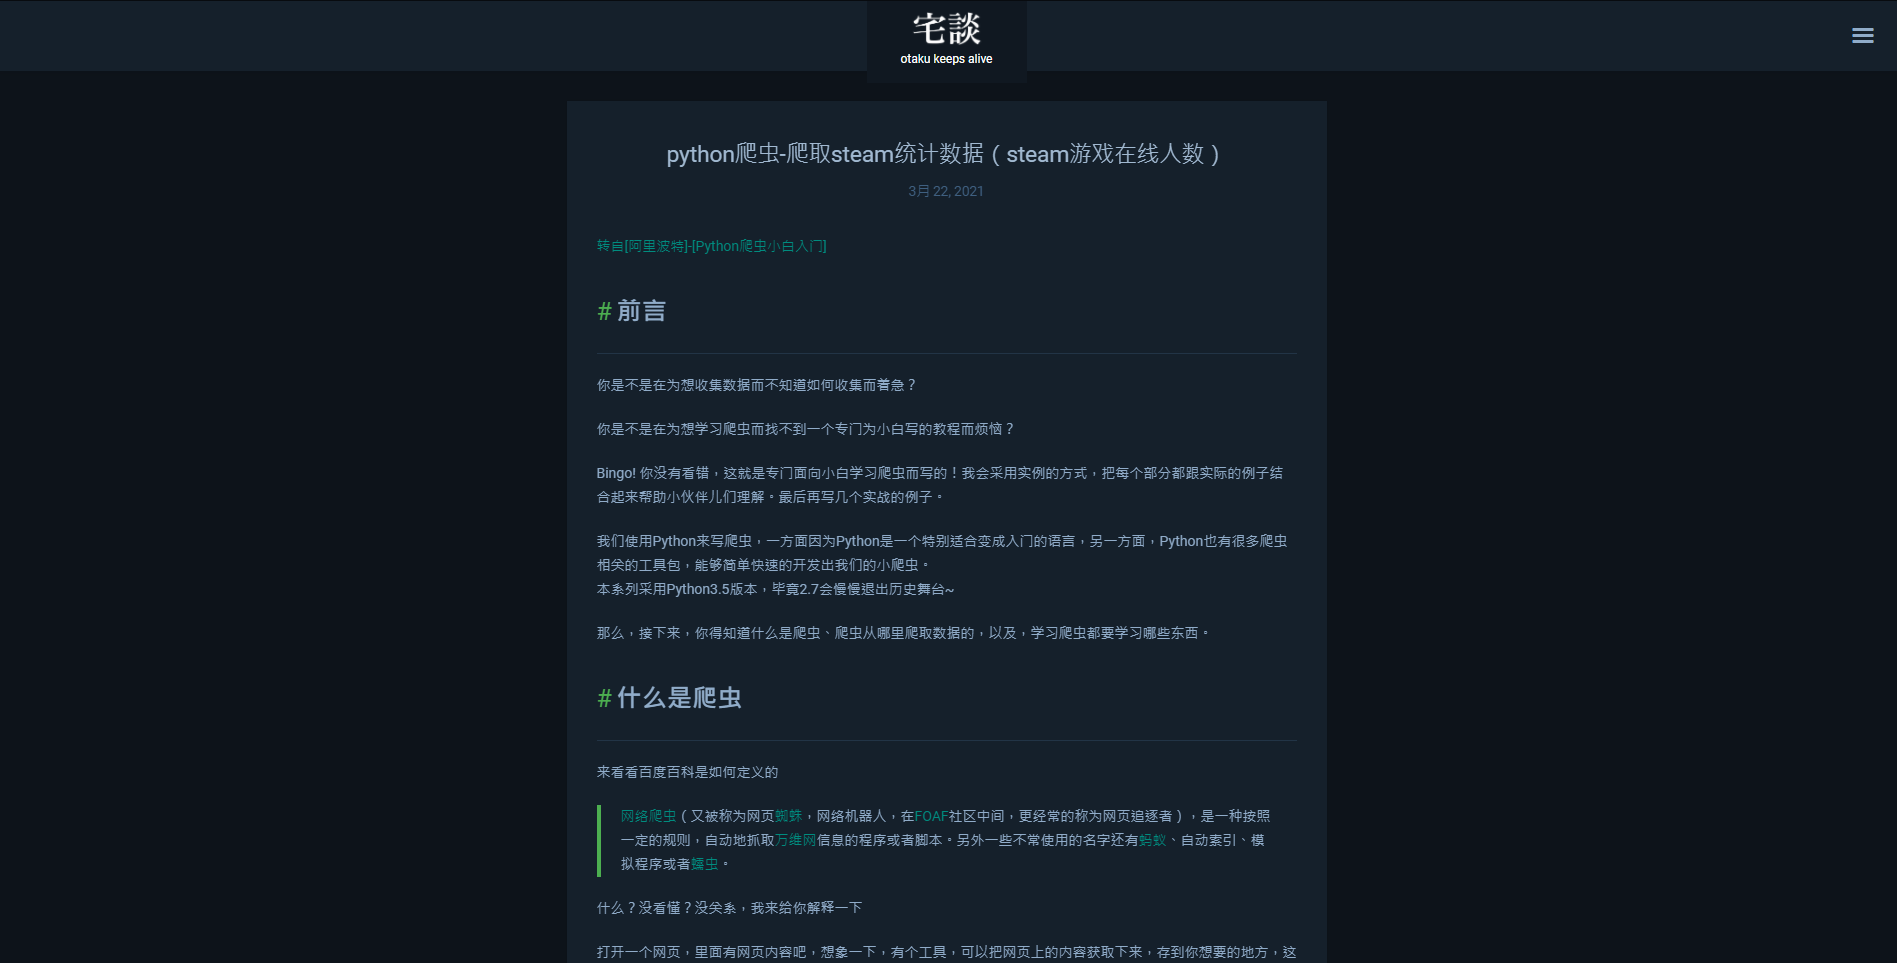 宅談
otaku keeps alive
python爬虫-爬取steam统计数据（steam游戏在线人数）
3月 22, 2021
转自[阿里波特]-[Python爬虫小白入门]
# 前言
你是不是在为想收集数据而不知道如何收集而着急？
你是不是在为想学习爬虫而找不到一个专门为小白写的教程而烦恼？
Bingo! 你没有看错，这就是专门面向小白学习爬虫而写的！我会采用实例的方式，把每个部分都跟实际的例子结
合起来帮助小伙伴儿们理解。最后再写几个实战的例子。
我们使用Python来写爬虫，一方面因为Python是一个特别适合变成入门的语言，另一方面，Python也有很多爬虫
相关的工具包，能够简单快速的开发出我们的小爬虫。
本系列采用Python3.5版本，毕竟2.7会慢慢退出历史舞台~
那么，接下来，你得知道什么是爬虫、爬虫从哪里爬取数据的，以及，学习爬虫都要学习哪些东西。
# 什么是爬虫
来看看百度百科是如何定义的
网络爬虫（又被称为网页蜘蛛，网络机器人，在FOAF社区中间，更经常的称为网页追逐者），是一种按照
一定的规则，自动地抓取万维网信息的程序或者脚本。另外一些不常使用的名字还有蚂蚁、自动索引、模
拟程序或者蠕虫。
什么？没看懂？没关系，我来给你解释一下
打开一个网页，里面有网页内容吧，想象一下，有个工具，可以把网页上的内容获取下来，存到你想要的地方，这